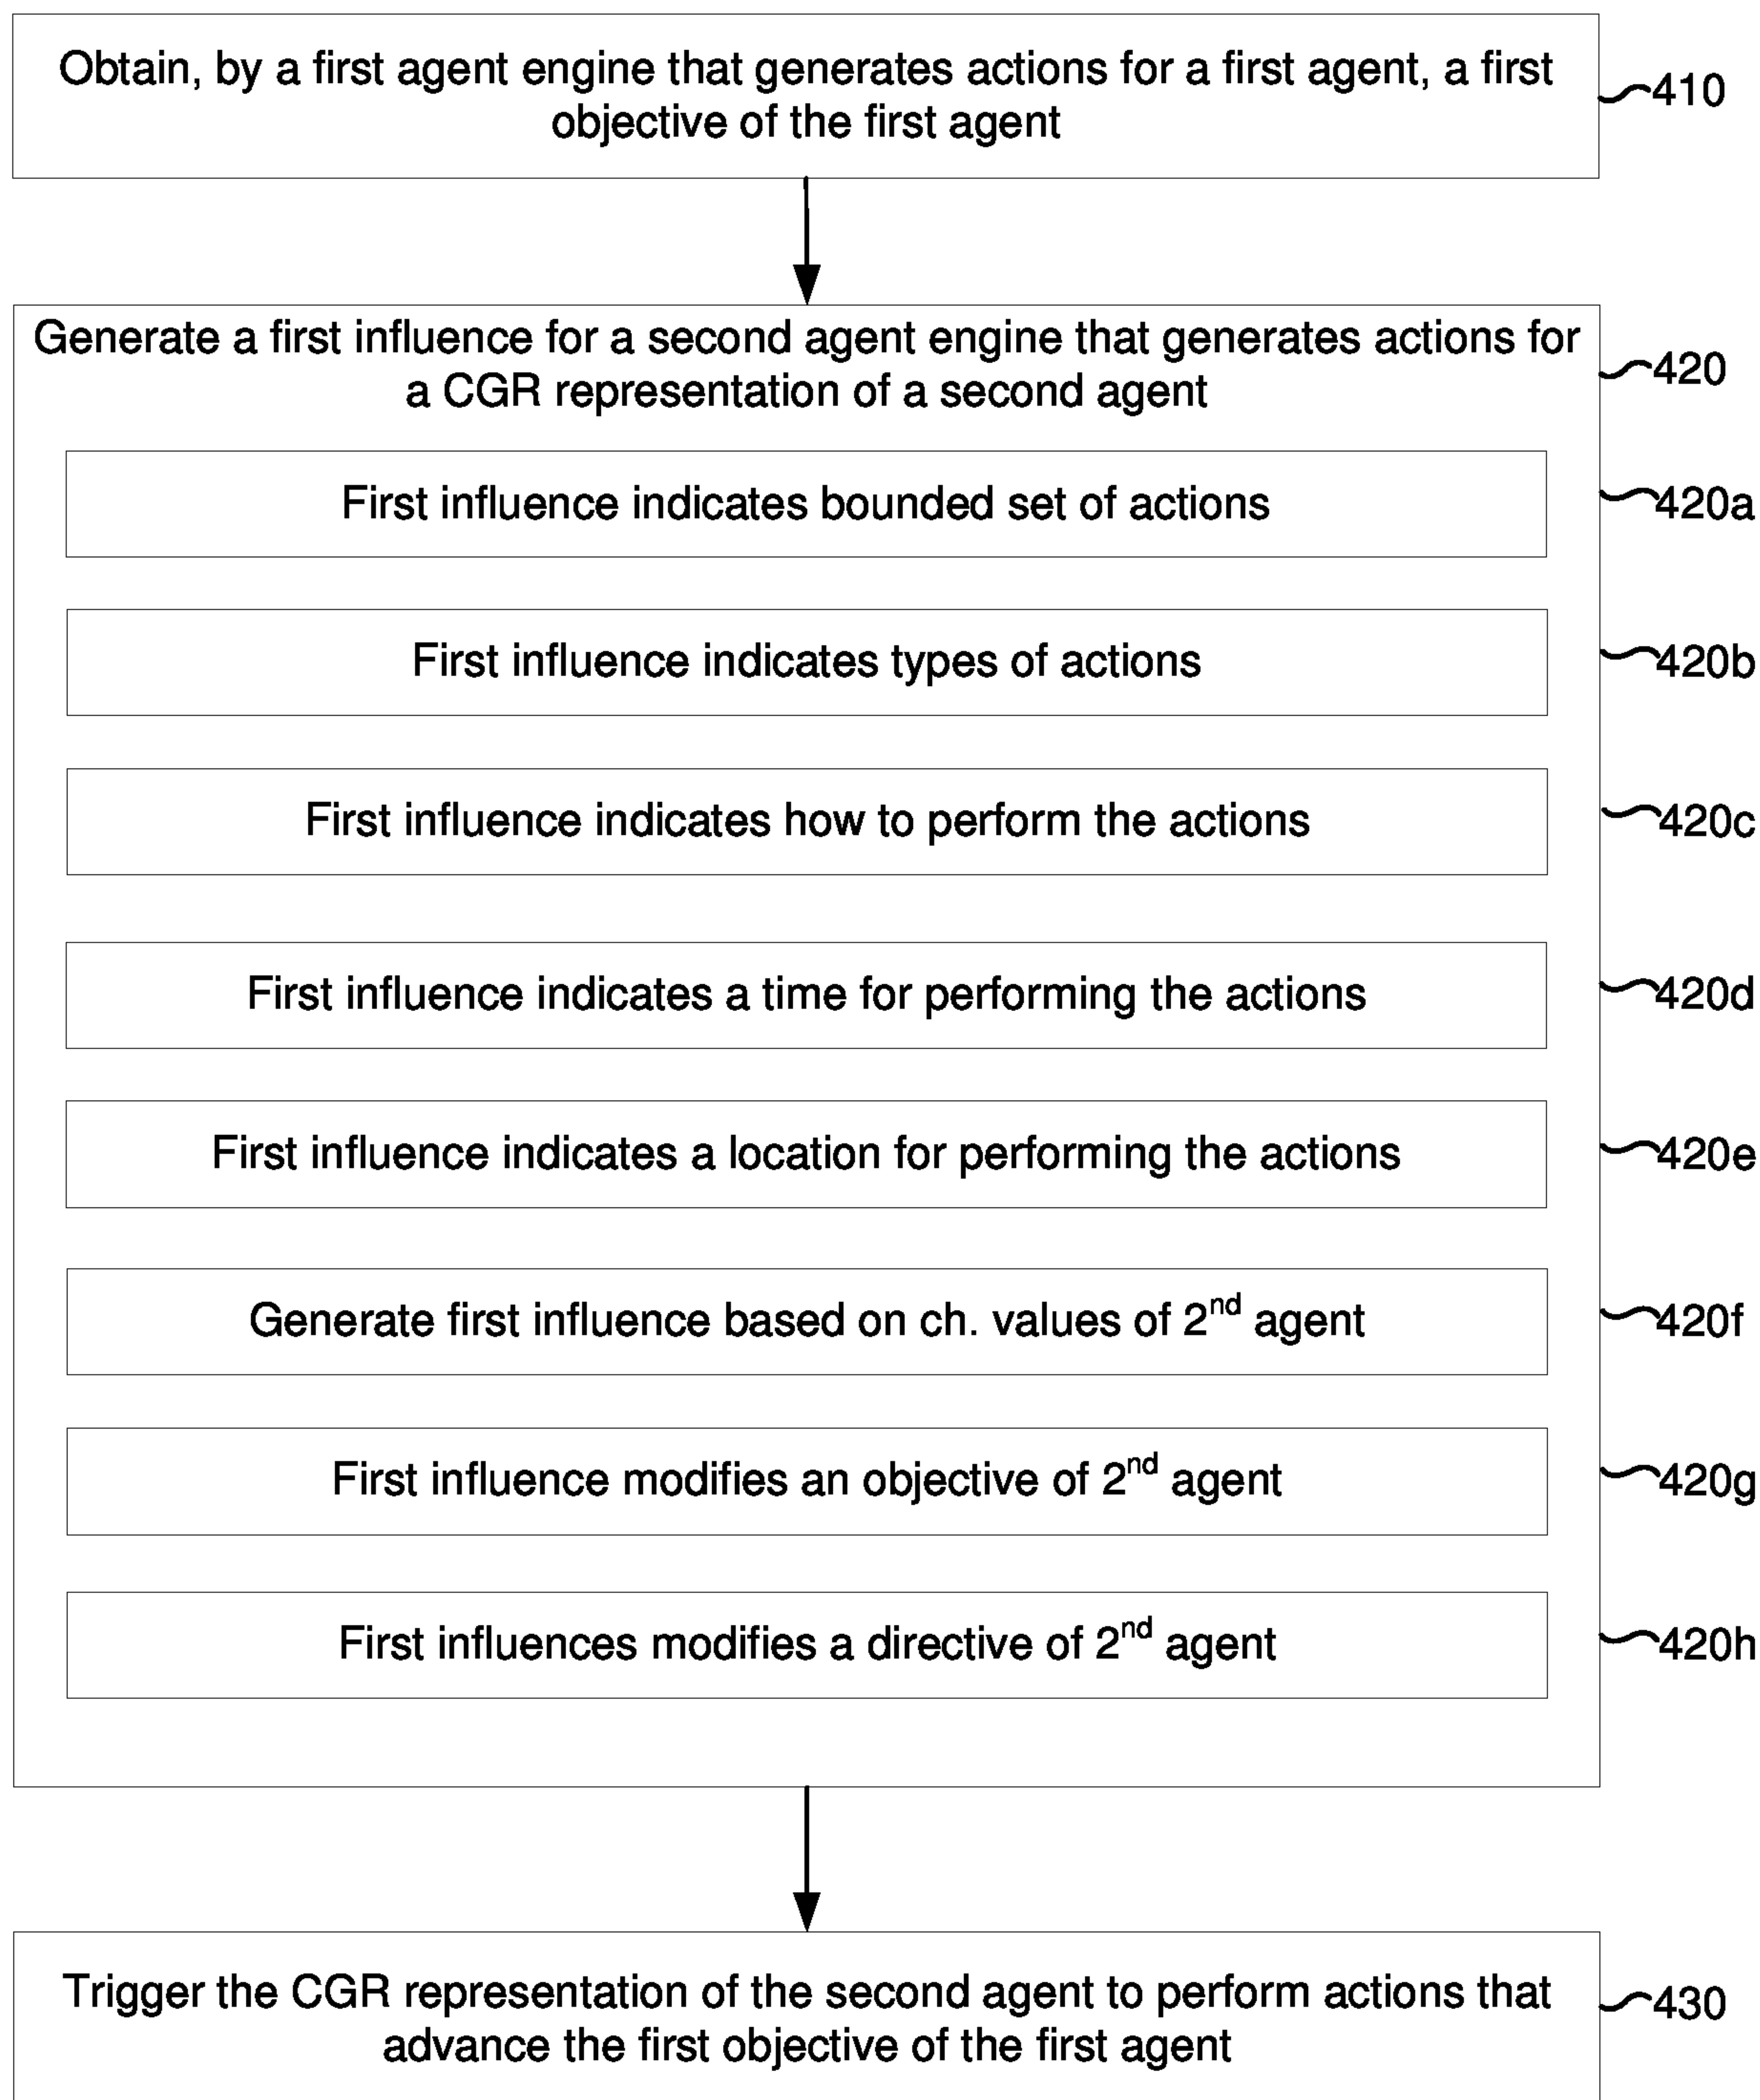 Obtain, by a first agent engine that generates actions for a first agent, a first
objective of the first agent
410
Generate a first influence for a second agent engine that generates actions for
a CGR representation of a second agent
420
First influence indicates bounded set of actions
420a
First influence indicates types of actions
420b
First influence indicates how to perform the actions
420c
First influence indicates a time for performing the actions
420d
First influence indicates a location for performing the actions
420e
Generate first influence based on ch. values of 2nd agent
420f
First influence modifies an objective of 2nd agent
420g
First influences modifies a directive of 2nd agent
420h
Trigger the CGR representation of the second agent to perform actions that
advance the first objective of the first agent
430